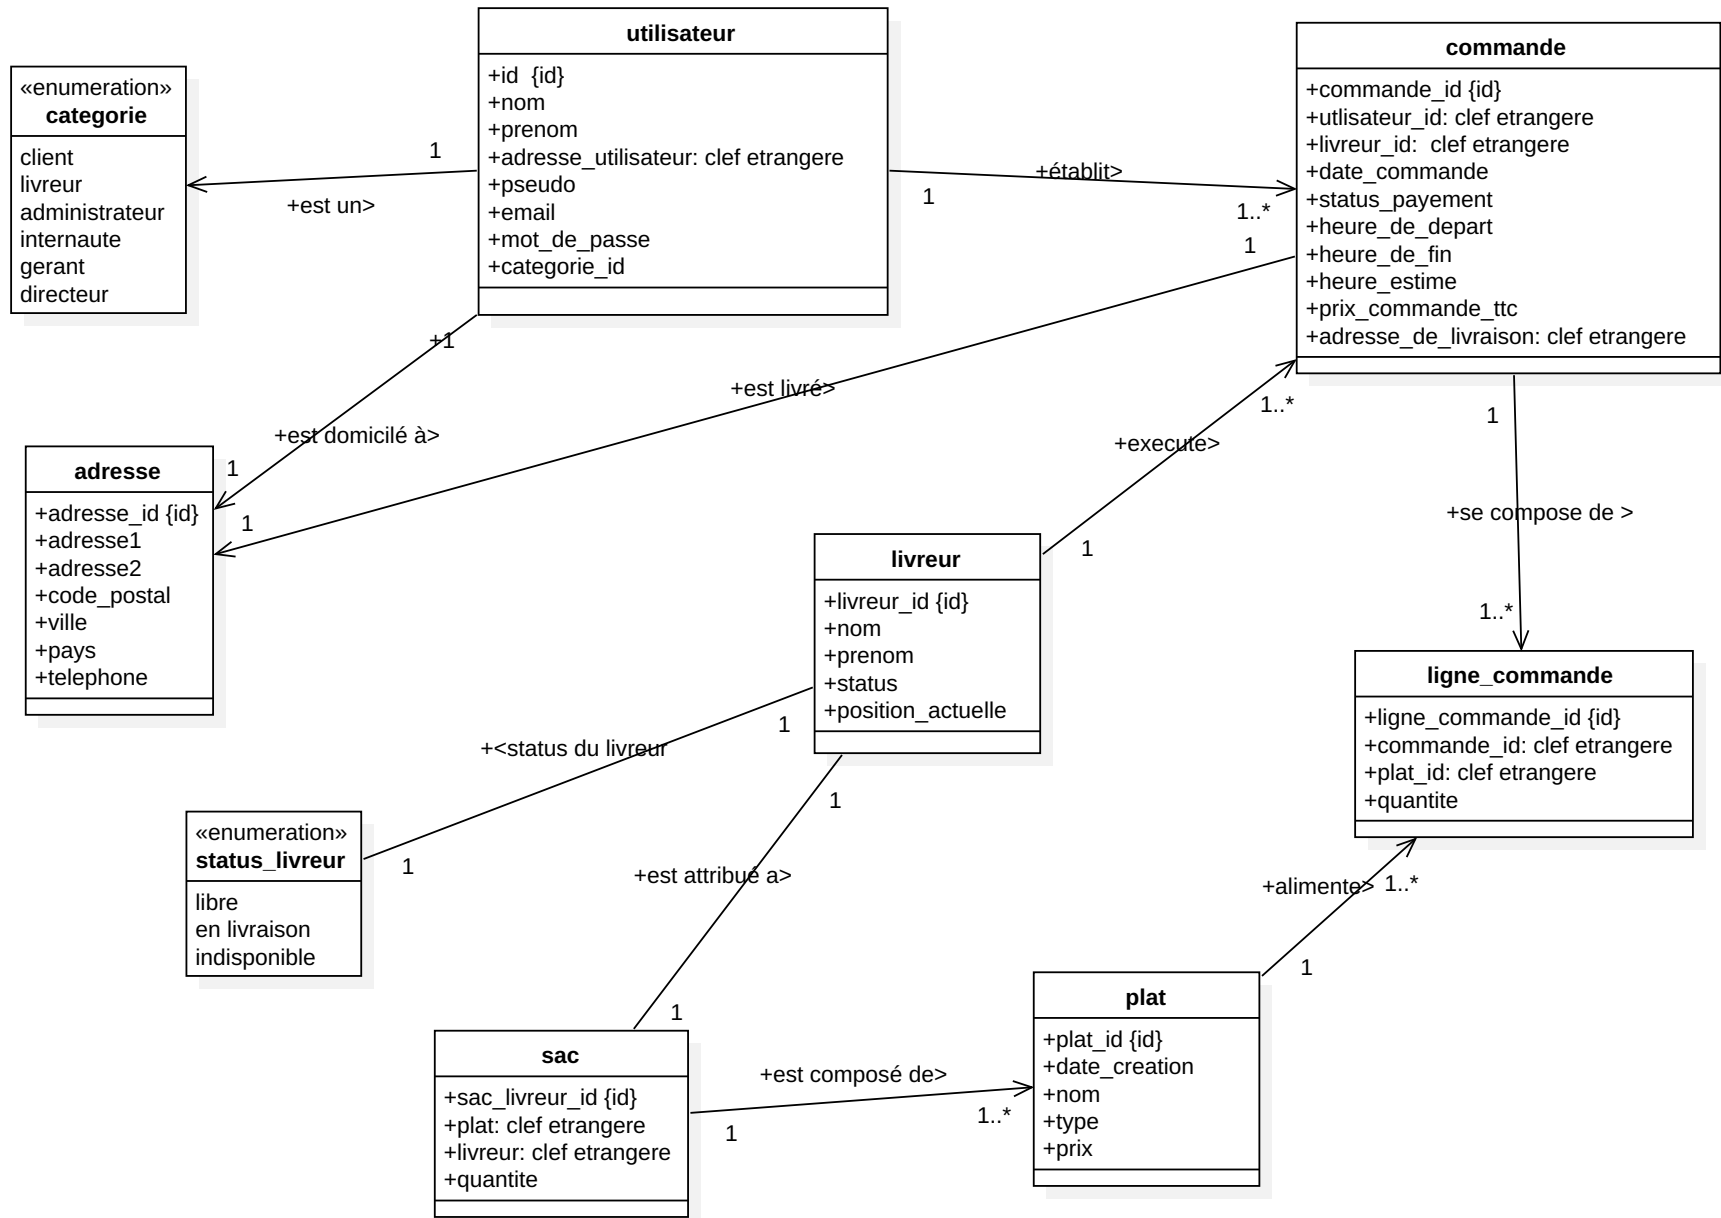 utilisateur
+id  {id}
+nom
+prenom
+adresse_utilisateur: clef etrangere
+pseudo
+email
+mot_de_passe
+categorie_id
commande
+commande_id {id}
+utlisateur_id: clef etrangere
+livreur_id:  clef etrangere
+date_commande
+status_payement
+heure_de_depart
+heure_de_fin
+heure_estime
+prix_commande_ttc
+adresse_de_livraison: clef etrangere
«enumeration»
categorie
client
livreur
administrateur
internaute
gerant
directeur
1
+est un>
+établit>
1
1..*
1
+1
+est livré>
+est domicilé à>
1
1
1..*
+execute>
1
1
+se compose de >
1..*
adresse
+adresse_id {id}
+adresse1
+adresse2
+code_postal
+ville
+pays
+telephone
livreur
+livreur_id {id}
+nom
+prenom
+status
+position_actuelle
ligne_commande
+ligne_commande_id {id}
+commande_id: clef etrangere
+plat_id: clef etrangere
+quantite
1
+<status du livreur
1
1
+est attribué a>
1
«enumeration»
status_livreur
libre
en livraison
indisponible
+alimente>
1..*
1
plat
+plat_id {id}
+date_creation
+nom
+type
+prix
sac
+sac_livreur_id {id}
+plat: clef etrangere
+livreur: clef etrangere
+quantite
+est composé de>
1
1..*